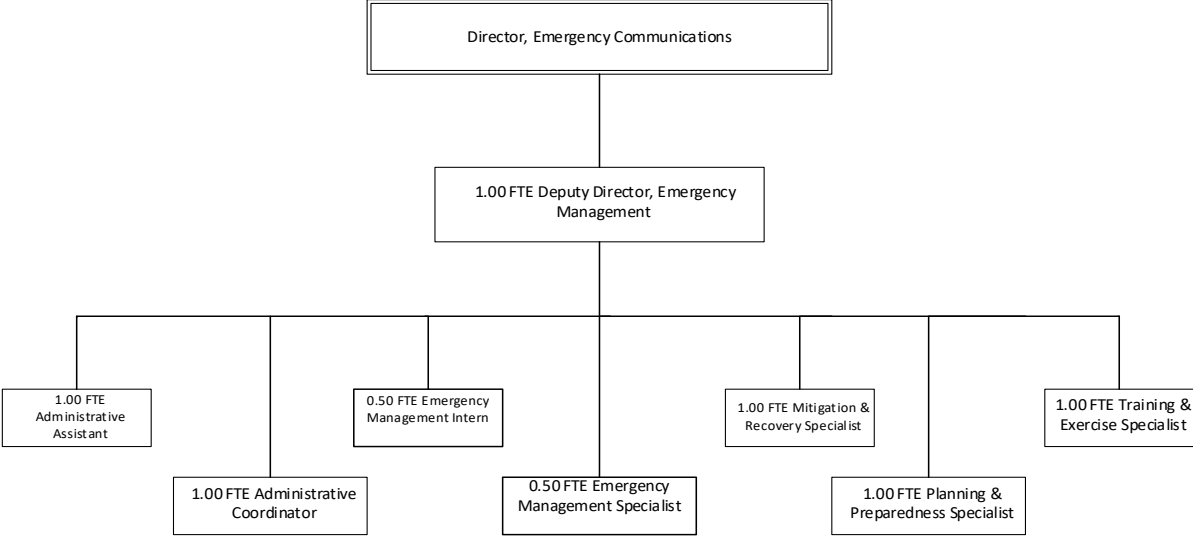 Director, Emergency Communications
1.00 FTE Deputy Director, Emergency
Management
1.00 FTE
Administrative
Assistant
0.50 FTE Emergency
Management Intern
1.00 FTE Mitigation &
Recovery Specialist
1.00 FTE Training &
Exercise Specialist
1.00 FTE Administrative
Coordinator
0.50 FTE Emergency
Management Specialist
1.00 FTE Planning &
Preparedness Specialist